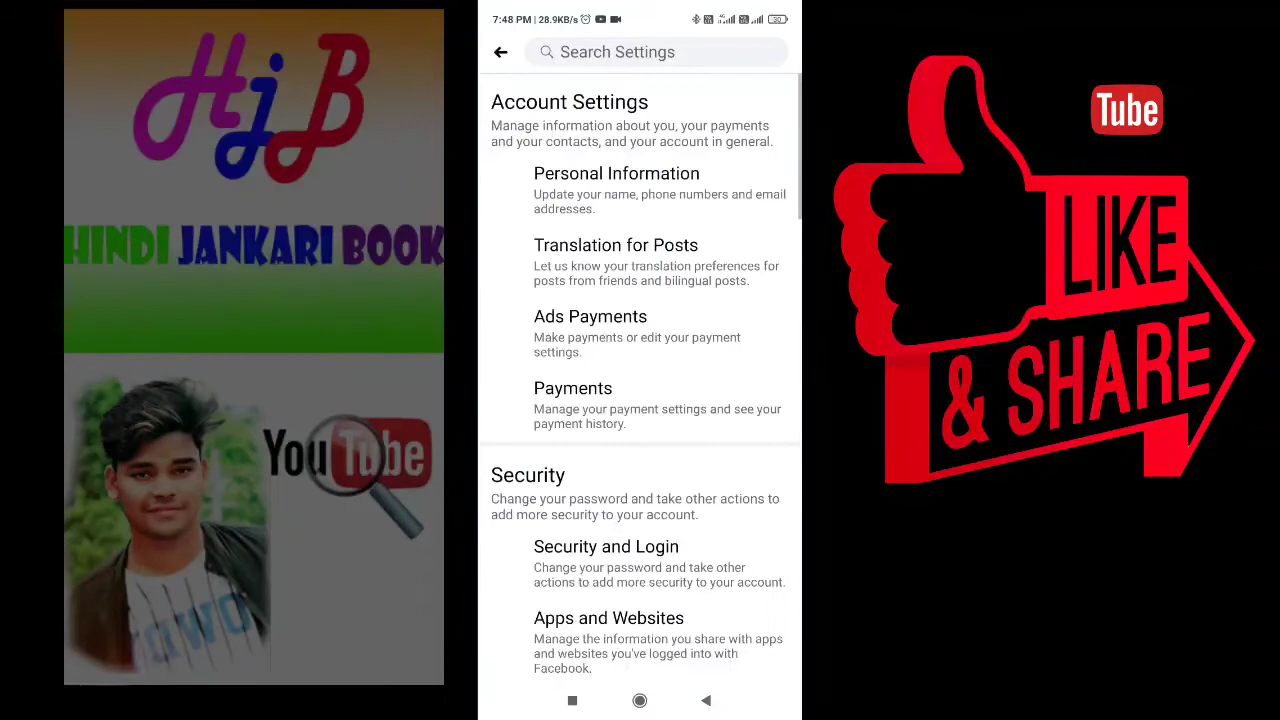 HjB
HINDI JANKARI BOOK
YouTube
7:48 PM | 28.9KB/s
30
Search Settings
Account Settings
Manage information about you, your payments
and your contacts, and your account in general.
Personal Information
Update your name, phone numbers and email
addresses.
Translation for Posts
Let us know your translation preferences for
posts from friends and bilingual posts.
Ads Payments
Make payments or edit your payment
settings.
Payments
Manage your payment settings and see your
payment history.
Security
Change your password and take other actions to
add more security to your account.
Security and Login
Change your password and take other
actions to add more security to your account.
Apps and Websites
Manage the information you share with apps
and websites you've logged into with
Facebook.
Tube
LIKE
& SHARE